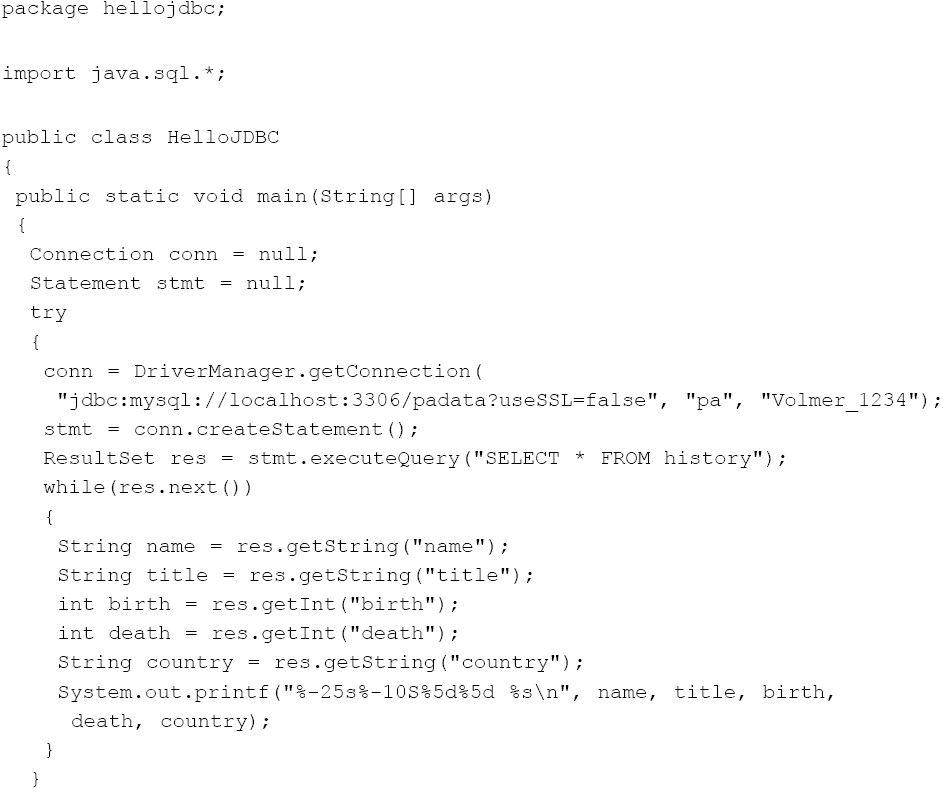 package hellojdbc;

import java.sql.*;

public class HelloJDBC
{
 public static void main(String[] args)
 {
  Connection conn = null;
  Statement stmt = null;
  try
  {
   conn = DriverManager.getConnection(
    "jdbc:mysql://localhost:3306/padata?useSSL=false", "pa", "Volmer_1234");
   stmt = conn.createStatement();
   ResultSet res = stmt.executeQuery("SELECT * FROM history");
   while(res.next())
   {
    String name = res.getString("name");
    String title = res.getString("title");
    int birth = res.getInt("birth");
    int death = res.getInt("death");
    String country = res.getString("country");
    System.out.printf("%-25s%-10S%5d%5d %s\n", name, title, birth,
     death, country);
   }
  }